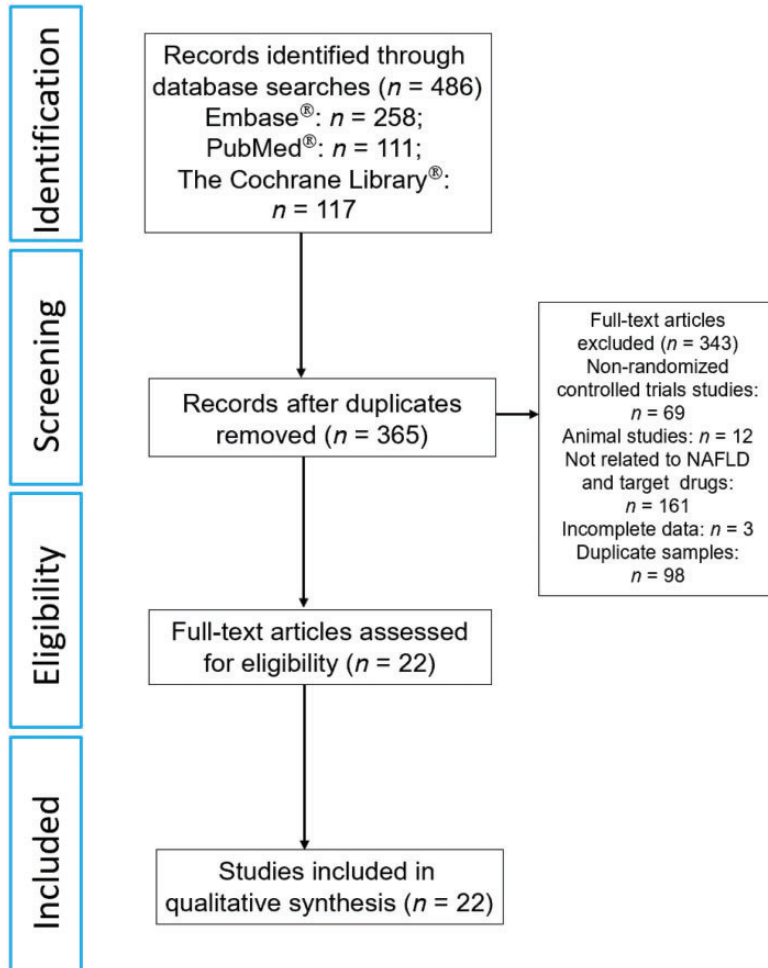 Identification
Records identified through
database searches (n = 486)
Embase®: n = 258;
PubMed®: n = 111;
The Cochrane Library®:
n = 117
Screening
Records after duplicates
removed (n = 365)
Full-text articles
excluded (n = 343)
Non-randomized
controlled trials studies:
n = 69
Animal studies: n = 12
Not related to NAFLD
and target drugs:
n = 161
Incomplete data: n = 3
Duplicate samples:
n = 98
Eligibility
Full-text articles assessed
for eligibility (n = 22)
Included
Studies included in
qualitative synthesis (n = 22)